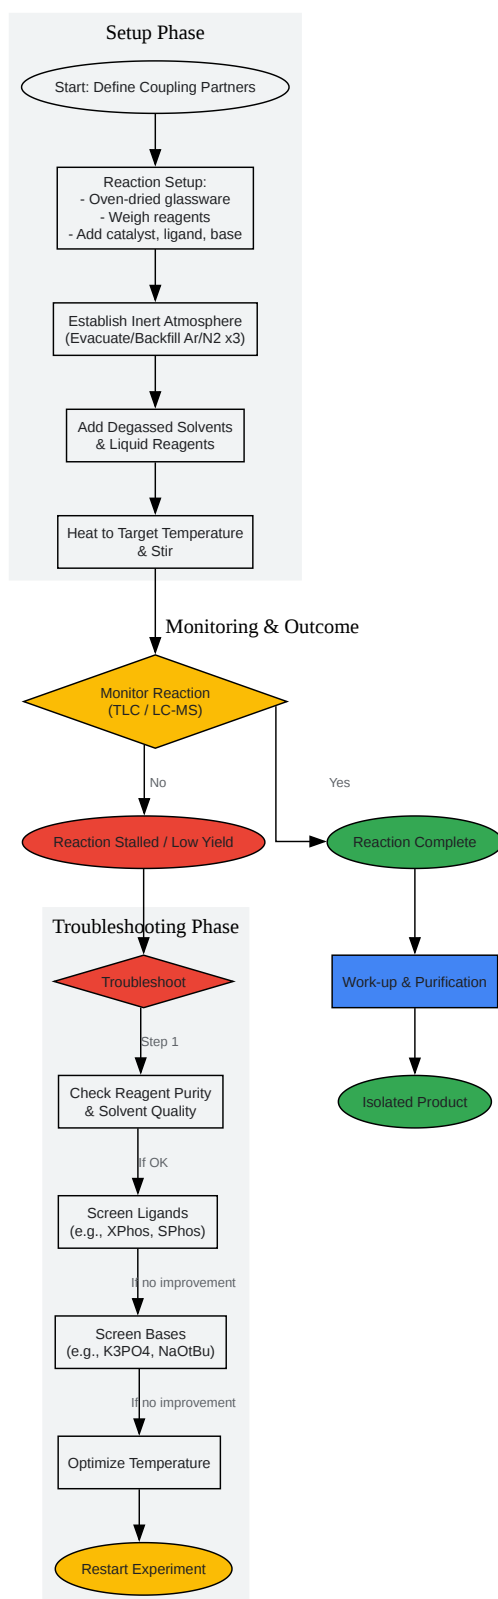 Setup Phase
Start: Define Coupling Partners
Reaction Setup:
- Oven-dried glassware
- Weigh reagents
- Add catalyst, ligand, base
Establish Inert Atmosphere
(Evacuate/Backfill Ar/N2 x3)
Add Degassed Solvents
& Liquid Reagents
Heat to Target Temperature
& Stir
Monitoring & Outcome
Monitor Reaction
(TLC / LC-MS)
No
Yes
Reaction Stalled / Low Yield
Reaction Complete
Troubleshooting Phase
Troubleshoot
Work-up & Purification
Step 1
Check Reagent Purity
& Solvent Quality
Isolated Product
If OK
Screen Ligands
(e.g., XPhos, SPhos)
If no improvement
Screen Bases
(e.g., K3PO4, NaOtBu)
If no improvement
Optimize Temperature
Restart Experiment